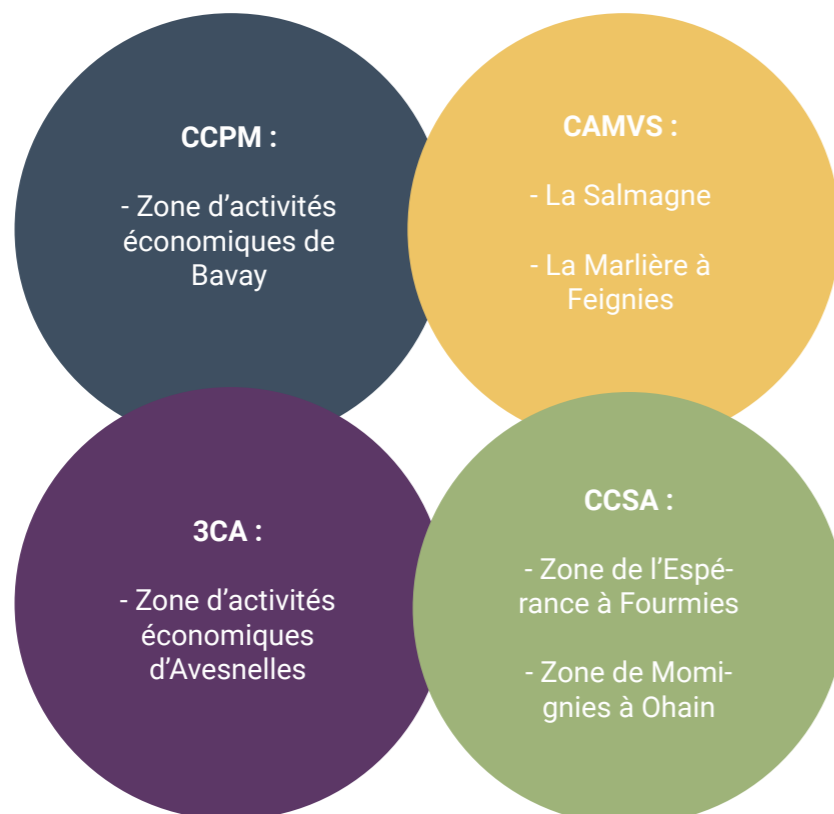 CCPM :
- Zone d’activités
économiques de
Bavay
CAMVS :
- La Salmagne
- La Marlière à
Feignies
3CA :
- Zone d’activités
économiques
d’Avesnelles
CCSA :
- Zone de l’Espé-
rance à Fourmies
- Zone de Momi-
gnies à Ohain